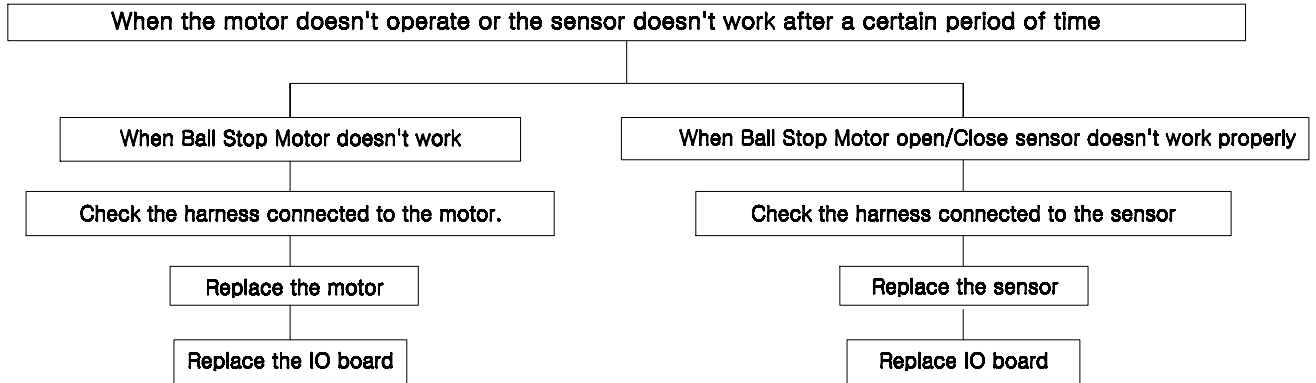 When the motor doesn't operate or the sensor doesn't work after a certain period of time
When Ball Stop Motor doesn't work
When Ball Stop Motor open/Close sensor doesn't work properly
Check the harness connected to the motor.
Check the harness connected to the sensor
Replace the motor
Replace the sensor
Replace the IO board
Replace IO board